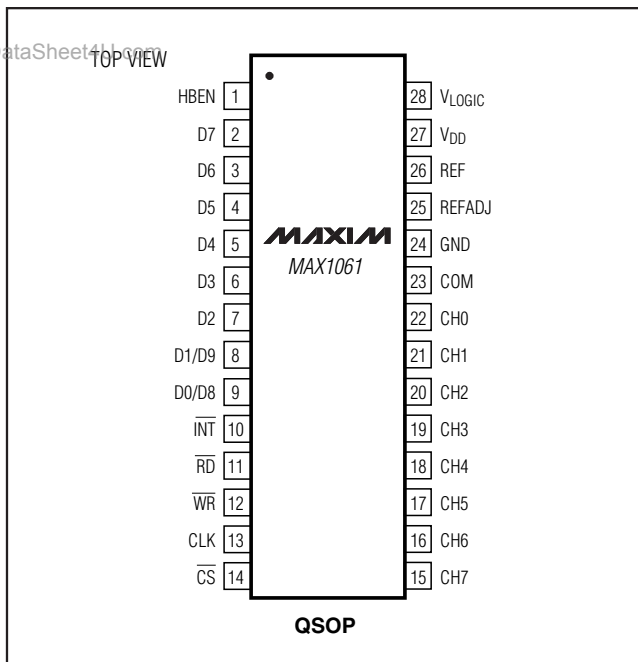 ataSheet4U.com
TOP VIEW
HBEN 1
D7 2
D6 3
D5 4
D4 5
D3 6
D2 7
D1/D9 8
D0/D8 9
INT 10
RD 11
WR 12
CLK 13
CS 14
MAXIM
MAX1061
28 VLOGIC
27 VDD
26 REF
25 REFADJ
24 GND
23 COM
22 CH0
21 CH1
20 CH2
19 CH3
18 CH4
17 CH5
16 CH6
15 CH7
QSOP